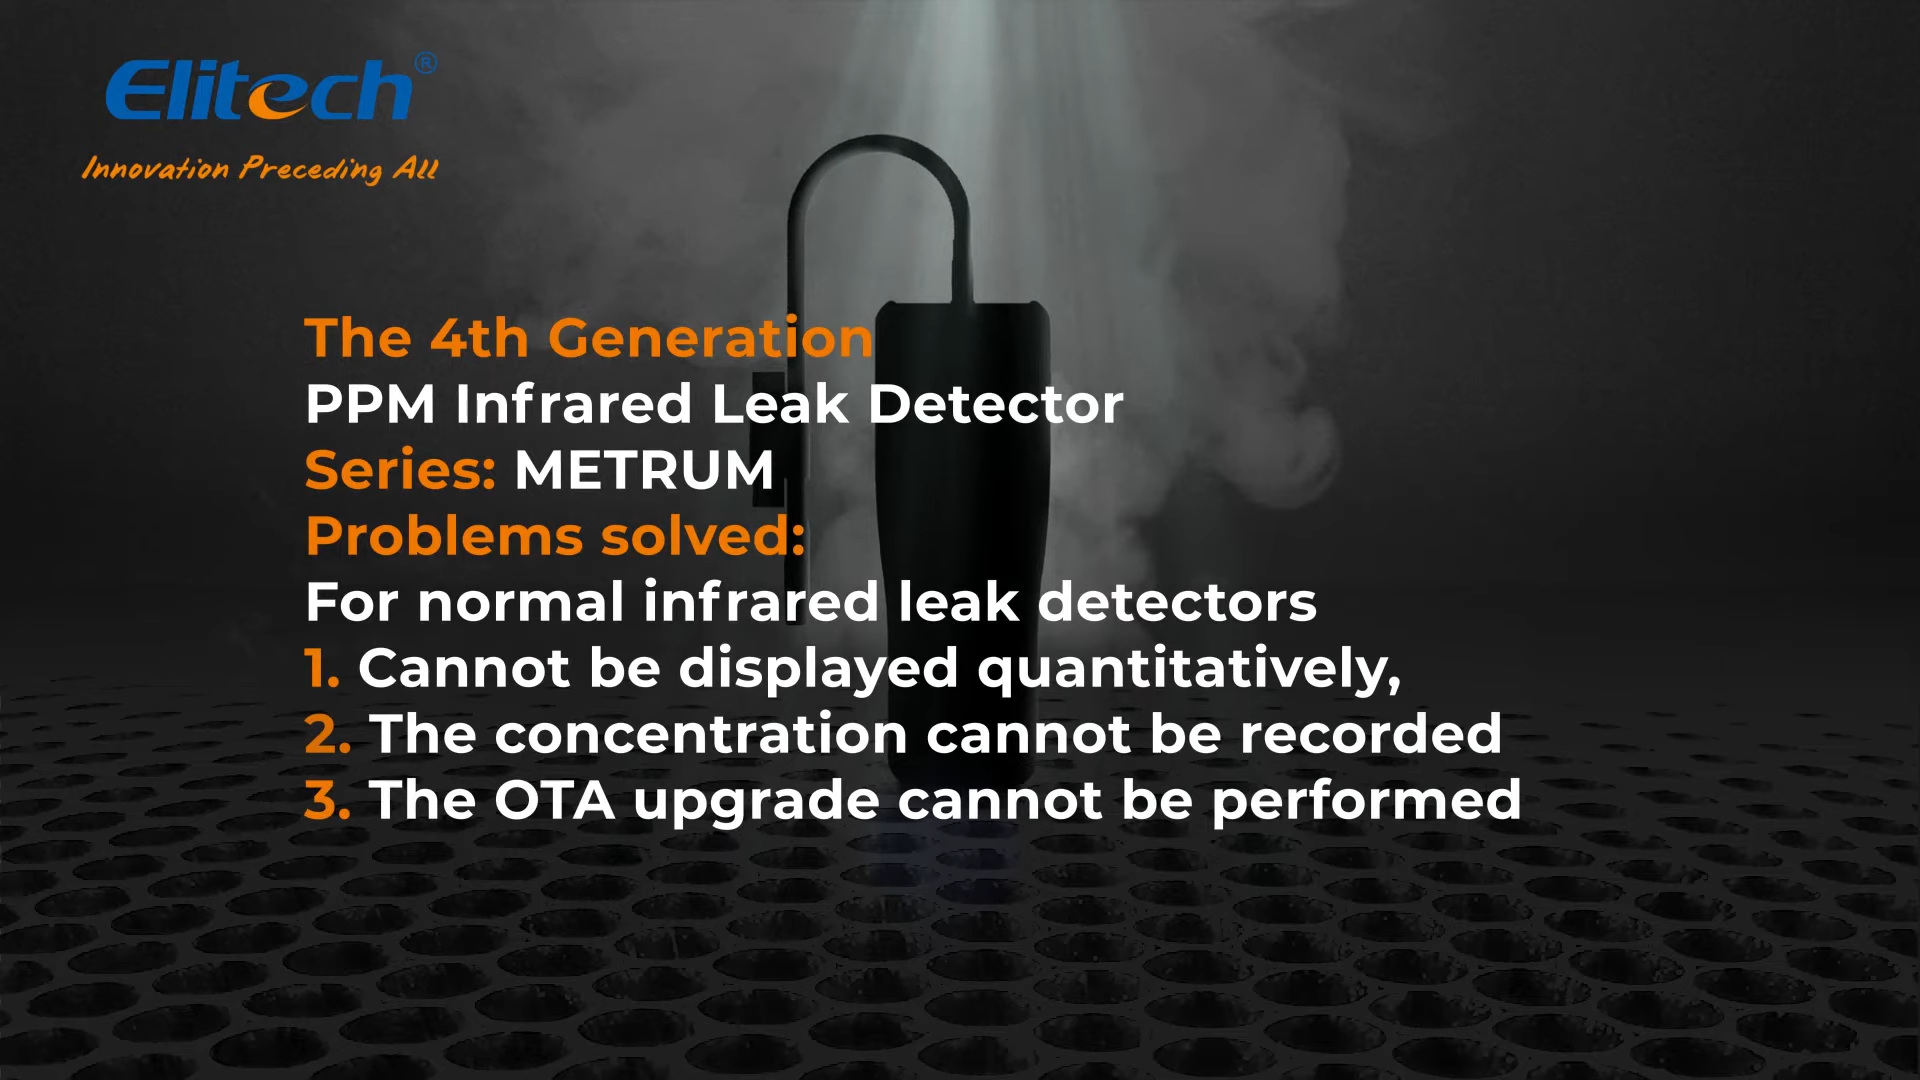 Elitech®
Innovation Preceding All
The 4th Generation
PPM Infrared Leak Detector
Series: METRUM
Problems solved:
For normal infrared leak detectors
1. Cannot be displayed quantitatively,
2. The concentration cannot be recorded
3. The OTA upgrade cannot be performed